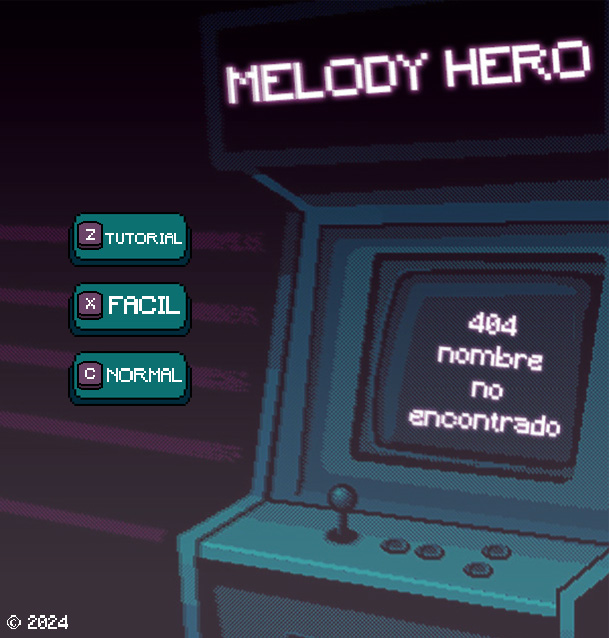 MELODY HERO
Z TUTORIAL
X FACIL
C NORMAL
404
nombre
no
encontrado
© 2024